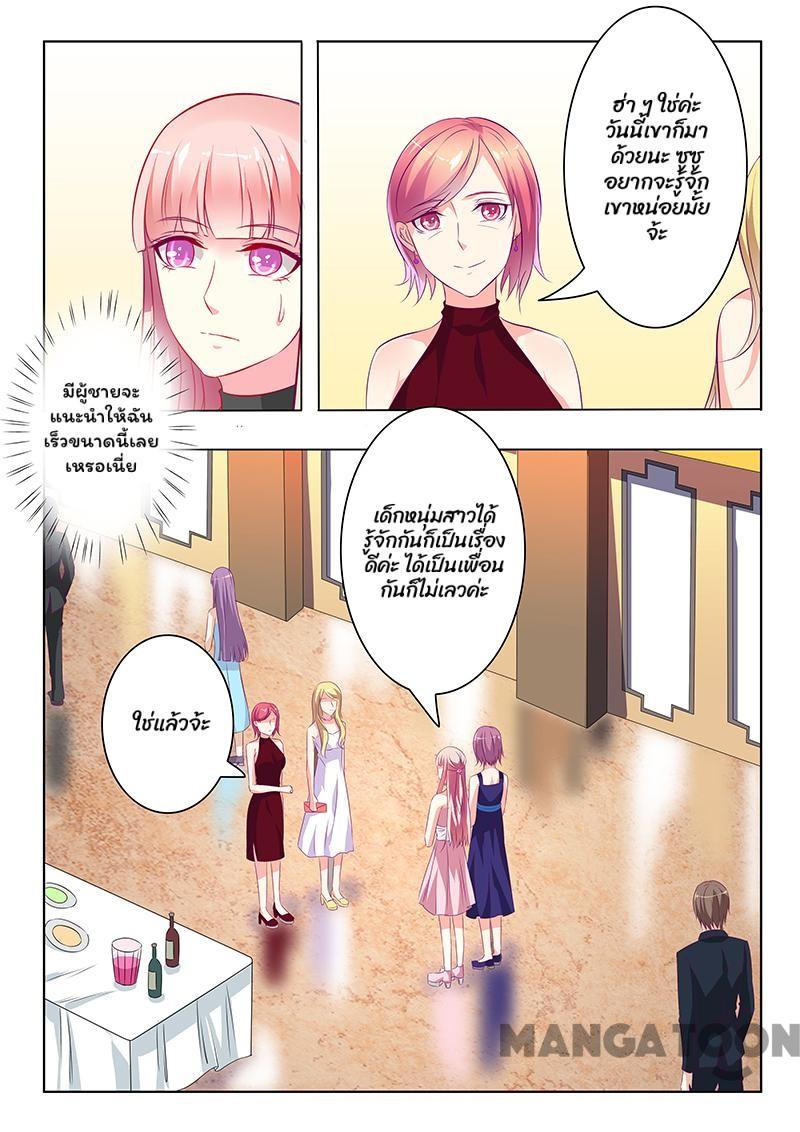 ฮ่า ๆ ใช่ค่ะ
วันนี้เขาก็มา
ด้วยนะ ซูซู
อยากจะรู้จัก
เขาหน่อยมั้ย
จ้ะ
มีผู้ชายจะ
แนะนำให้ฉัน
เร็วขนาดนี้เลย
เหรอเนี่ย
เด็กหนุ่มสาวได้
รู้จักกันก็เป็นเรื่อง
ดีค่ะ ได้เป็นเพื่อน
กันก็ไม่เลวค่ะ
ใช่แล้วจ้ะ
MANGATOON